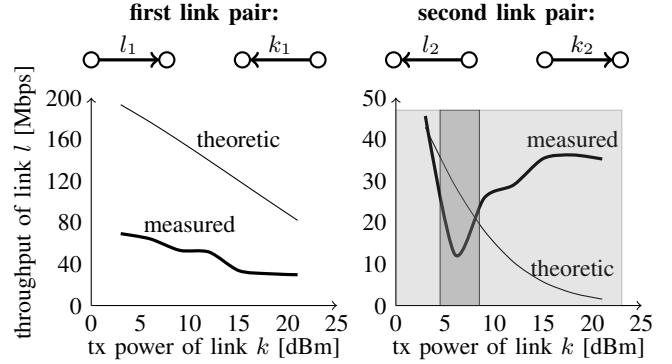 first link pair:
second link pair:
l₁
k₁
l₂
k₂
throughput of link l [Mbps]
200
160
120
80
40
0
theoretic
measured
0
5
10
15
20
25
tx power of link k [dBm]
50
40
30
20
10
0
measured
theoretic
0
5
10
15
20
25
tx power of link k [dBm]